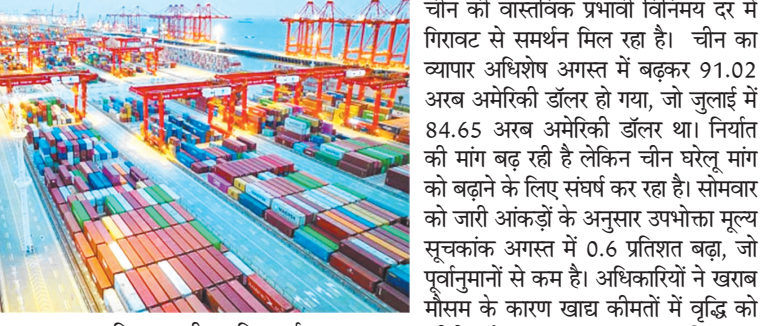 चीन की वास्तविक प्रभावी विनिमय दर में
गिरावट से समर्थन मिल रहा है। चीन का
व्यापार अधिशेष अगस्त में बढ़कर 91.02
अरब अमेरिकी डॉलर हो गया, जो जुलाई में
84.65 अरब अमेरिकी डॉलर था। निर्यात
की मांग बढ़ रही है लेकिन चीन घरेलू मांग
को बढ़ाने के लिए संघर्ष कर रहा है। सोमवार
को जारी आंकड़ों के अनुसार उपभोक्ता मूल्य
सूचकांक अगस्त में 0.6 प्रतिशत बढ़ा, जो
पूर्वानुमानों से कम है। अधिकारियों ने खराब
मौसम के कारण खाद्य कीमतों में वृद्धि को